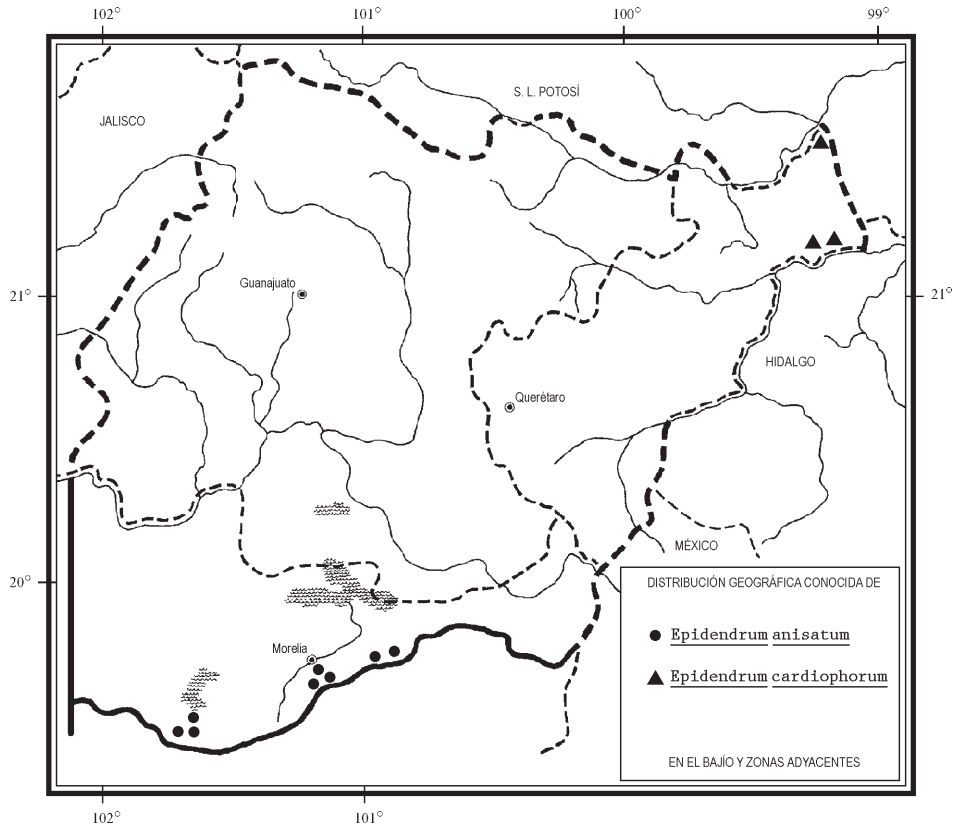 102° 101° 100° 99°
S. L. POTOSÍ
JALISCO
Guanajuato
21° 21°
HIDALGO
Querétaro
MÉXICO
20°
DISTRIBUCIÓN GEOGRÁFICA CONOCIDA DE
Epidendrum anisatum
Morelia
Epidendrum cardiophorum
EN EL BAJÍO Y ZONAS ADYACENTES
102° 101°